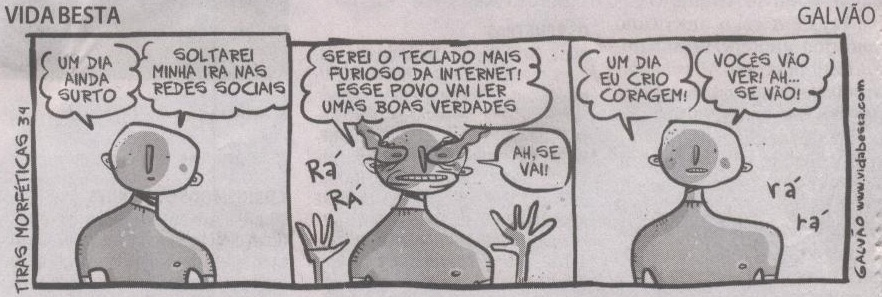 VIDA BESTA
GALVÃO
TIRAS MORFÉTICAS 34
UM DIA
AINDA
SURTO
SOLTAREI
MINHA IRA NAS
REDES SOCIAIS
SEREI O TECLADO MAIS
FURIOSO DA INTERNET!
ESSE POVO VAI LER
UMAS BOAS VERDADES
RÁ
RÁ
AH, SE
VAI!
UM DIA
EU CRIO
CORAGEM!
VOCÊS VÃO
VER! AH...
SE VÃO!
rá
rá
GALVÃO www.vidabesta.com